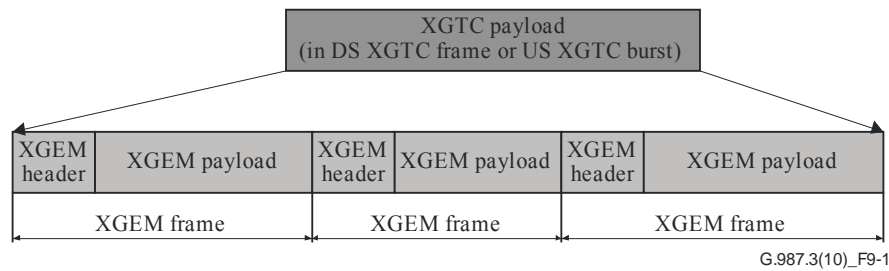 XGTC payload
(in DS XGTC frame or US XGTC burst)
XGEM header
XGEM payload
XGEM header
XGEM payload
XGEM header
XGEM payload
XGEM frame
XGEM frame
XGEM frame
G.987.3(10)_F9-1